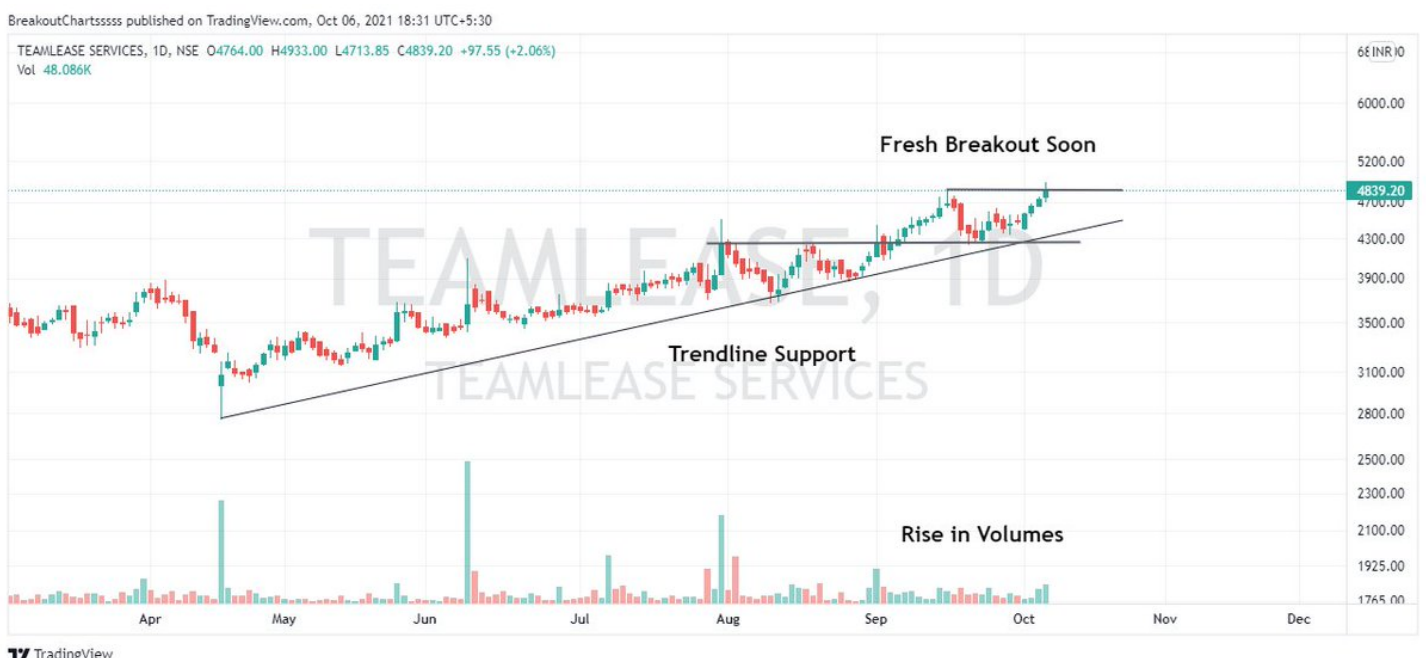 BreakoutChartsssss published on TradingView.com, Oct 06, 2021 18:31 UTC+5:30
TEAMLEASE SERVICES, 1D, NSE O4764.00 H4933.00 L4713.85 C4839.20 +97.55 (+2.06%)
Vol 48.086K
INR
6000.00
Fresh Breakout Soon
5200.00
4839.20
4700.00
TEAMLEASE, 1D
4300.00
3900.00
3500.00
Trendline Support
TEAMLEASE SERVICES
3100.00
2800.00
2500.00
2300.00
Rise in Volumes
2100.00
1925.00
1765.00
Apr May Jun Jul Aug Sep Oct Nov Dec
TradingView